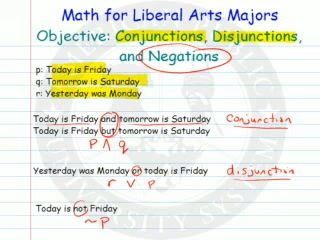 Math for Liberal Arts Majors
Objective: Conjunctions, Disjunctions,
and Negations
p: Today is Friday
q: Tomorrow is Saturday
r: Yesterday was Monday
Today is Friday and tomorrow is Saturday conjunction
Today is Friday but tomorrow is Saturday
p ∧ q
Yesterday was Monday or today is Friday disjunction
r ∨ p
Today is not Friday
~p